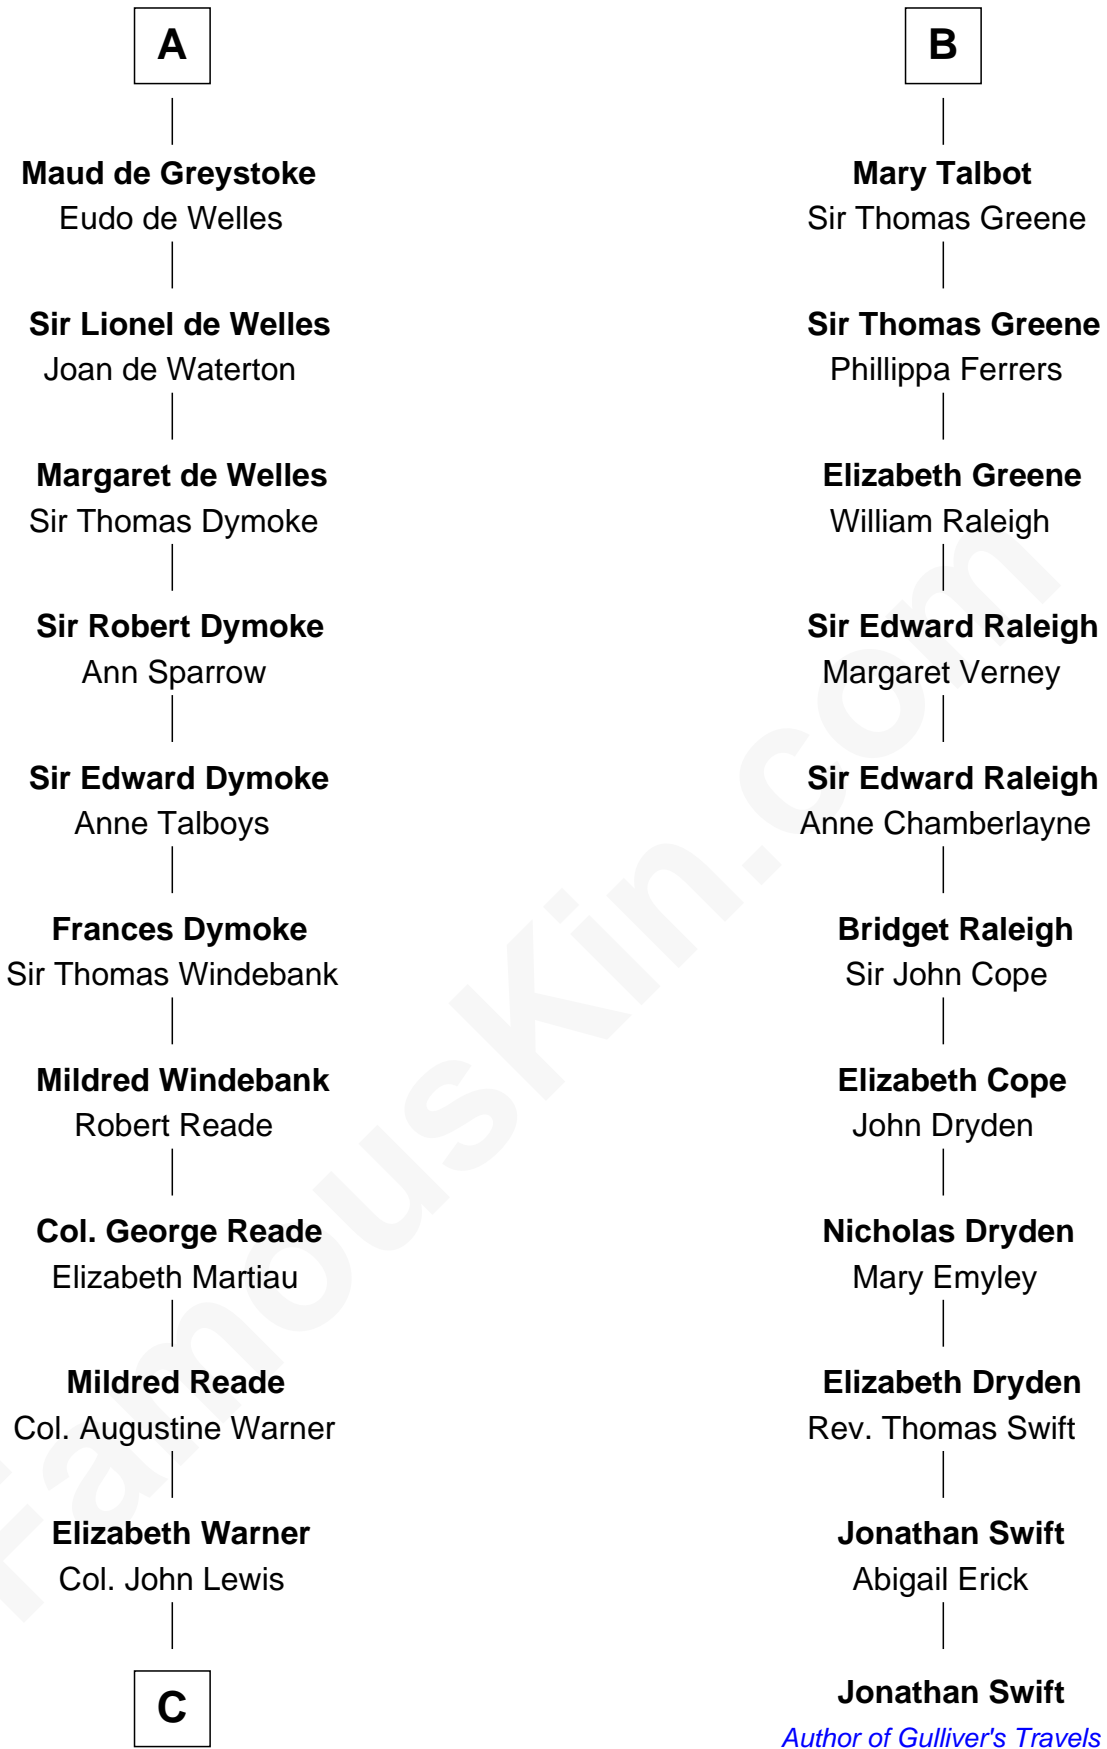 A
Maud de Greystoke
Eudo de Welles
Sir Lionel de Welles
Joan de Waterton
Margaret de Welles
Sir Thomas Dymoke
Sir Robert Dymoke
Ann Sparrow
Sir Edward Dymoke
Anne Talboys
Frances Dymoke
Sir Thomas Windebank
Mildred Windebank
Robert Reade
Col. George Reade
Elizabeth Martiau
Mildred Reade
Col. Augustine Warner
Elizabeth Warner
Col. John Lewis
C
B
Mary Talbot
Sir Thomas Greene
Sir Thomas Greene
Phillippa Ferrers
Elizabeth Greene
William Raleigh
Sir Edward Raleigh
Margaret Verney
Sir Edward Raleigh
Anne Chamberlayne
Bridget Raleigh
Sir John Cope
Elizabeth Cope
John Dryden
Nicholas Dryden
Mary Emyley
Elizabeth Dryden
Rev. Thomas Swift
Jonathan Swift
Abigail Erick
Jonathan Swift
Author of Gulliver's Travels
FamousKin.com